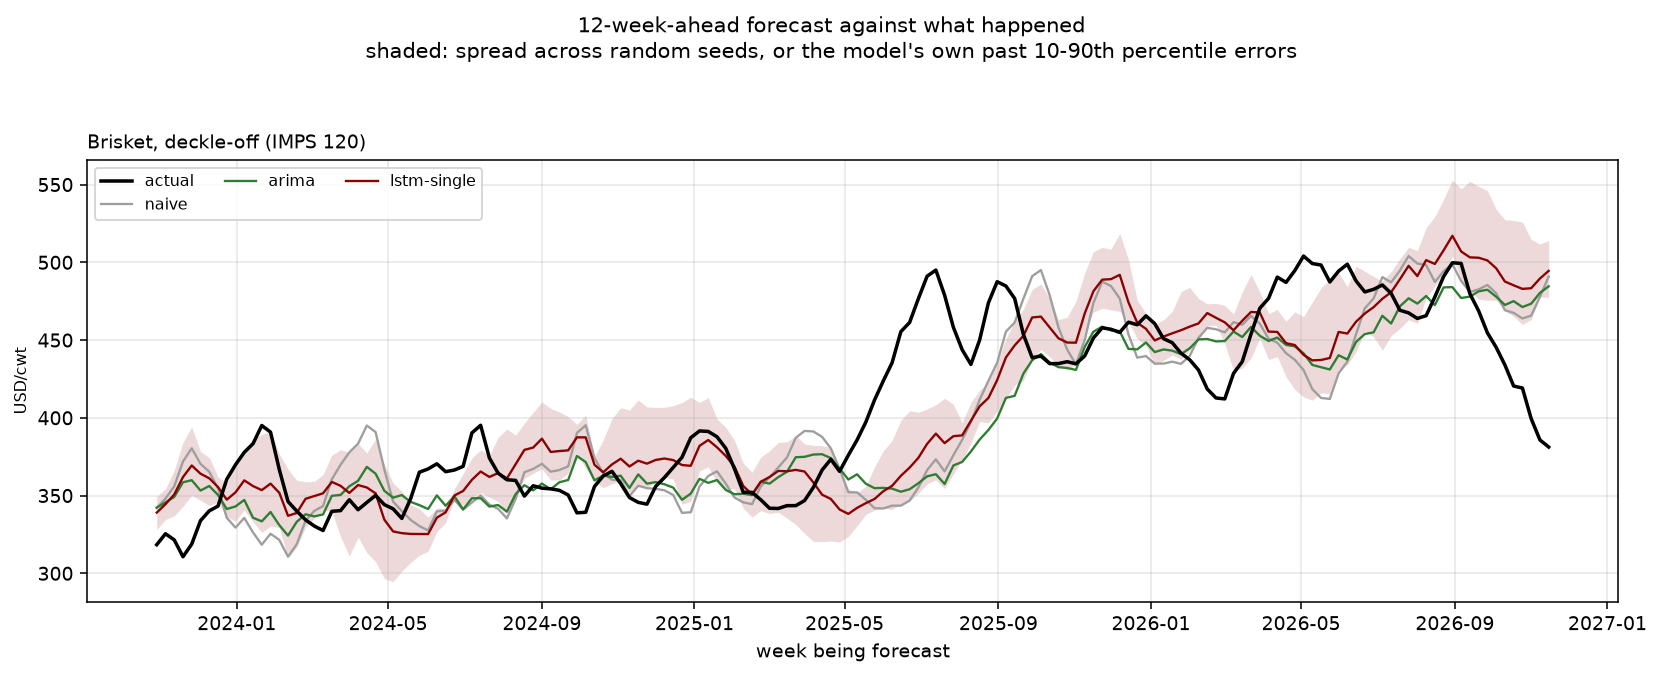 12-week-ahead forecast against what happened
shaded: spread across random seeds, or the model's own past 10-90th percentile errors
Brisket, deckle-off (IMPS 120)
actual
arima
lstm-single
naive
USD/cwt
550
500
450
400
350
300
2024-01
2024-05
2024-09
2025-01
2025-05
2025-09
2026-01
2026-05
2026-09
2027-01
week being forecast